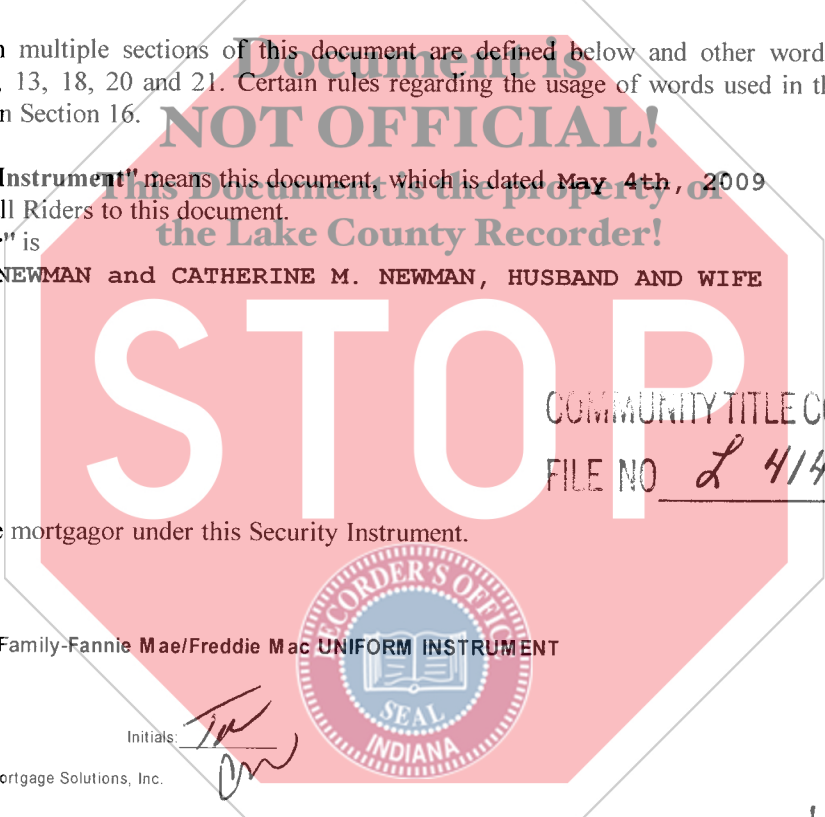 multiple sections of this document are defined below and other word
13, 18, 20 and 21. Certain rules regarding the usage of words used in th
n Section 16.
Document is
NOT OFFICIAL!
This Document is the property of
the Lake County Recorder!
Instrument" means this document, which is dated May 4th, 2009
ll Riders to this document.
" is
NEWMAN and CATHERINE M. NEWMAN, HUSBAND AND WIFE
STOP
COMMUNITY TITLE CO
FILE NO L 414
e mortgagor under this Security Instrument.
Family-Fannie Mae/Freddie Mac UNIFORM INSTRUMENT
RECORDER'S OFFIC
SEAL
INDIANA
Initials:
ortgage Solutions, Inc.